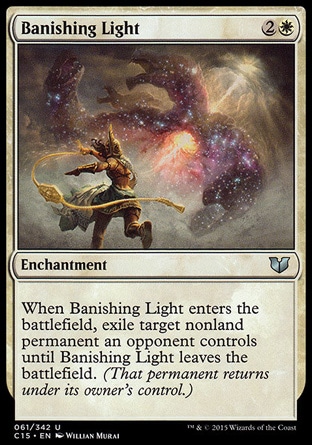 Banishing Light 2
Enchantment
When Banishing Light enters the
battlefield, exile target nonland
permanent an opponent controls
until Banishing Light leaves the
battlefield. (That permanent returns
under its owner's control.)
061/342 U
C15 • EN Willian Murai
™ & © 2015 Wizards of the Coast